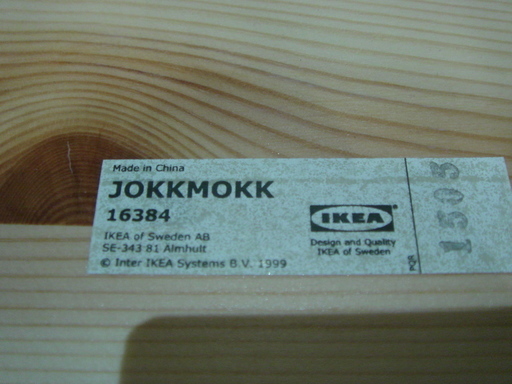 Made in China
JOKKMOKK
16384
IKEA of Sweden AB
SE-343 81 Älmhult
© Inter IKEA Systems B.V. 1999
IKEA
Design and Quality
IKEA of Sweden
1503